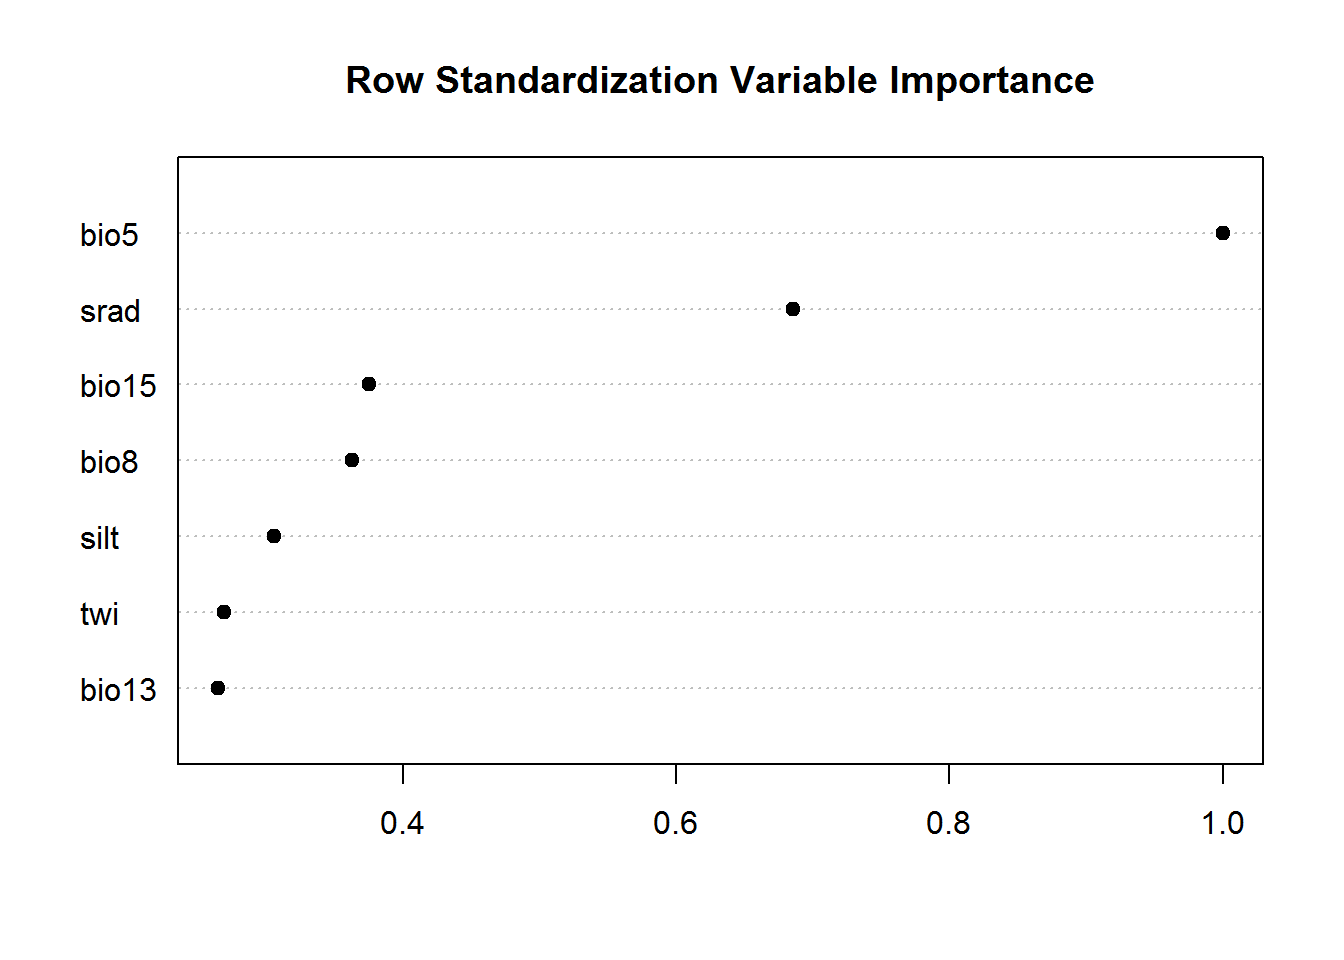 Row Standardization Variable Importance
bio5
srad
bio15
bio8
silt
twi
bio13
0.4 0.6 0.8 1.0